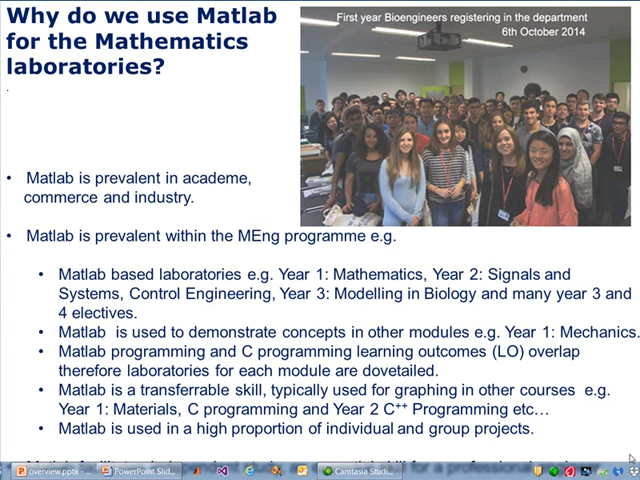 Why do we use Matlab
for the Mathematics
laboratories?
.
First year Bioengineers registering in the department
6th October 2014
• Matlab is prevalent in academe,
commerce and industry.
• Matlab is prevalent within the MEng programme e.g.
• Matlab based laboratories e.g. Year 1: Mathematics, Year 2: Signals and
Systems, Control Engineering, Year 3: Modelling in Biology and many year 3 and
4 electives.
• Matlab is used to demonstrate concepts in other modules e.g. Year 1: Mechanics.
• Matlab programming and C programming learning outcomes (LO) overlap
therefore laboratories for each module are dovetailed.
• Matlab is a transferrable skill, typically used for graphing in other courses e.g.
Year 1: Materials, C programming and Year 2 C++ Programming etc…
• Matlab is used in a high proportion of individual and group projects.
overview.pptx - ...
PowerPoint Slid...
Camtasia Studi...